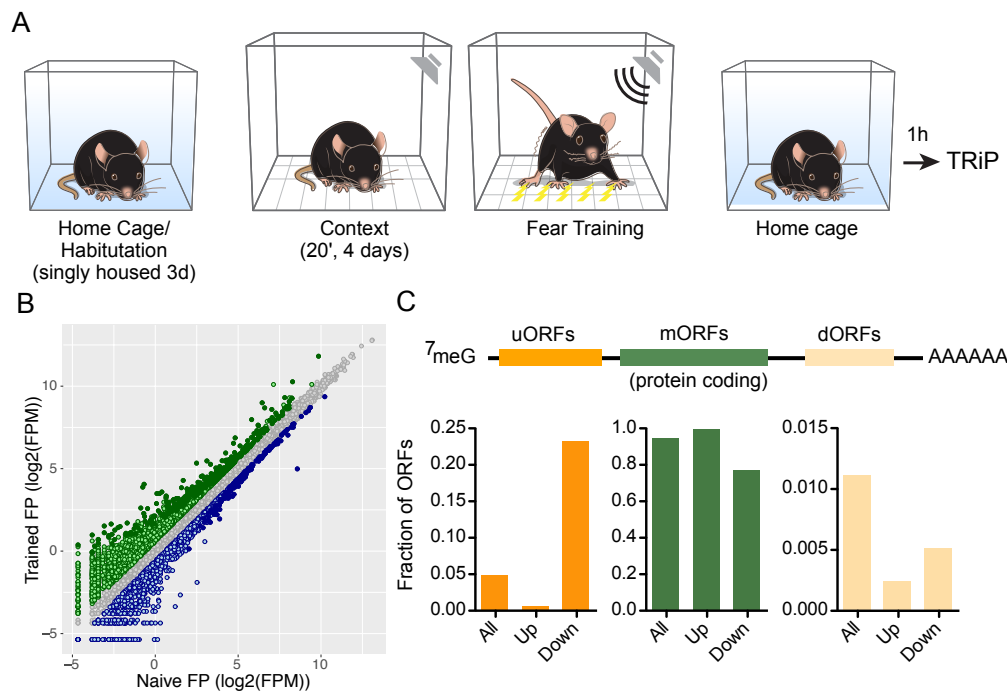 A
Home Cage/
Habitutation
(singly housed 3d)
Context
(20', 4 days)
Fear Training
Home cage
1h
TRiP
B
Trained FP (log2(FPM))
10
5
0
−5
−5
0
5
10
Naive FP (log2(FPM))
C
uORFs
mORFs
dORFs
7meG
AAAAAA
(protein coding)
Fraction of ORFs
0.25
0.20
0.15
0.10
0.05
0.00
All
Up
Down
1.0
0.8
0.6
0.4
0.2
0.0
All
Up
Down
0.015
0.010
0.005
0.000
All
Up
Down